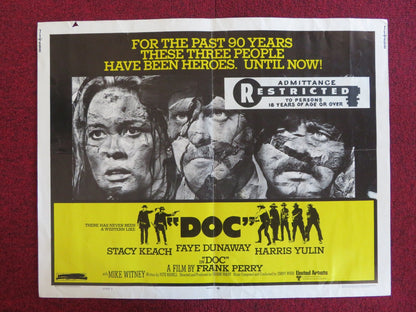 FOR THE PAST 90 YEARS
THESE THREE PEOPLE
HAVE BEEN HEROES. UNTIL NOW!
ADMITTANCE
RESTRICTED
TO PERSONS
18 YEARS OF AGE OR OVER
THERE HAS NEVER BEEN
A WESTERN LIKE
"DOC"
STACY KEACH FAYE DUNAWAY HARRIS YULIN
IN "DOC"
A FILM BY FRANK PERRY
with MIKE WITNEY
United Artists